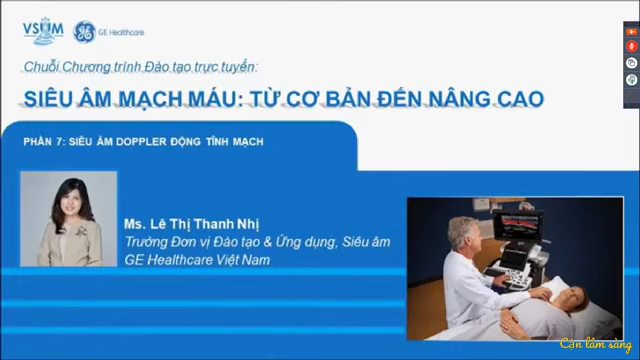 VSUM
GE Healthcare
Chuỗi Chương trình Đào tạo trực tuyến:
SIÊU ÂM MẠCH MÁU: TỪ CƠ BẢN ĐẾN NÂNG CAO
PHẦN 7: SIÊU ÂM DOPPLER ĐỘNG TĨNH MẠCH
Ms. Lê Thị Thanh Nhị
Trưởng Đơn vị Đào tạo & Ứng dụng, Siêu âm
GE Healthcare Việt Nam
Cận lâm sàng